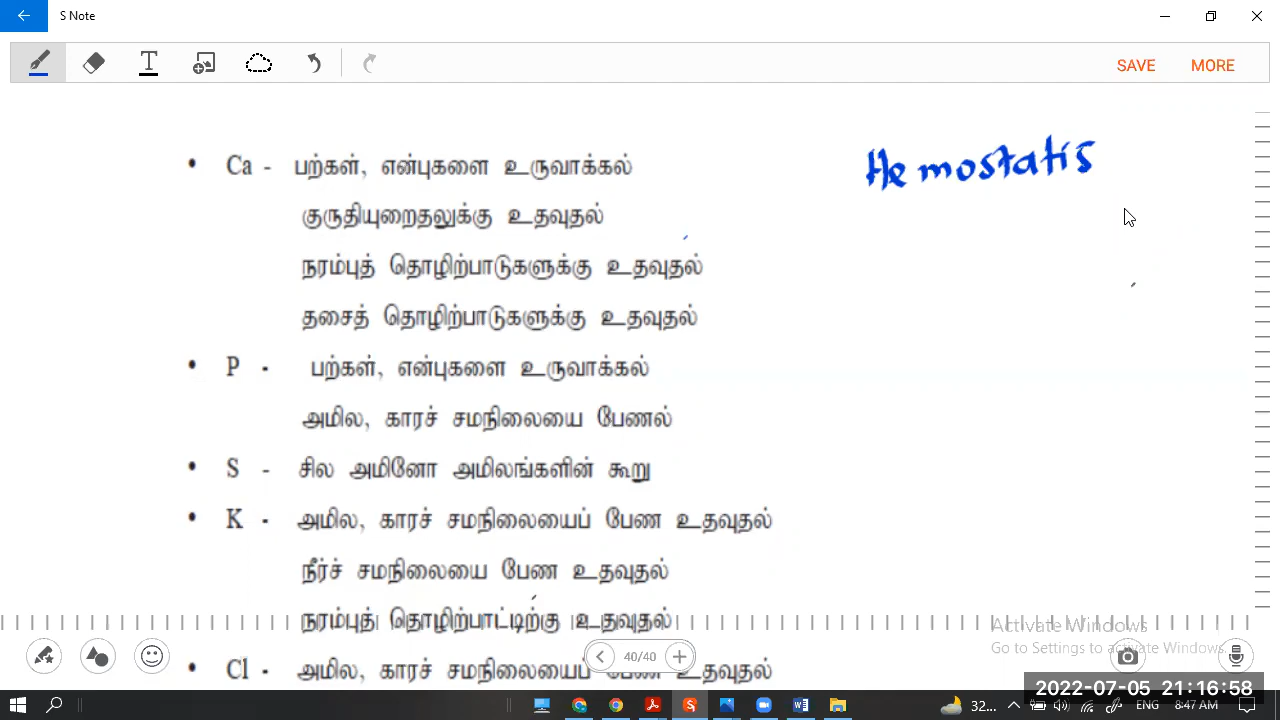 S Note
SAVE MORE
• Ca - பற்கள், என்புகளை உருவாக்கல்
Hemostatis
குருதியுறைதலுக்கு உதவுதல்
நரம்புத் தொழிற்பாடுகளுக்கு உதவுதல்
தசைத் தொழிற்பாடுகளுக்கு உதவுதல்
• P - பற்கள், என்புகளை உருவாக்கல்
அமில, காரச் சமநிலையை பேணல்
• S - சில அமினோ அமிலங்களின் கூறு
• K - அமில, காரச் சமநிலையைப் பேண உதவுதல்
நீர்ச் சமநிலையை பேண உதவுதல்
நரம்புத் தொழிற்பாட்டிற்கு உதவுதல்
Activate Windows
Go to Settings to activate Windows.
40/40
• Cl - அமில, காரச் சமநிலையைப் பேண உதவுதல்
2022-07-05 21:16:58
32... ENG 8:47 AM